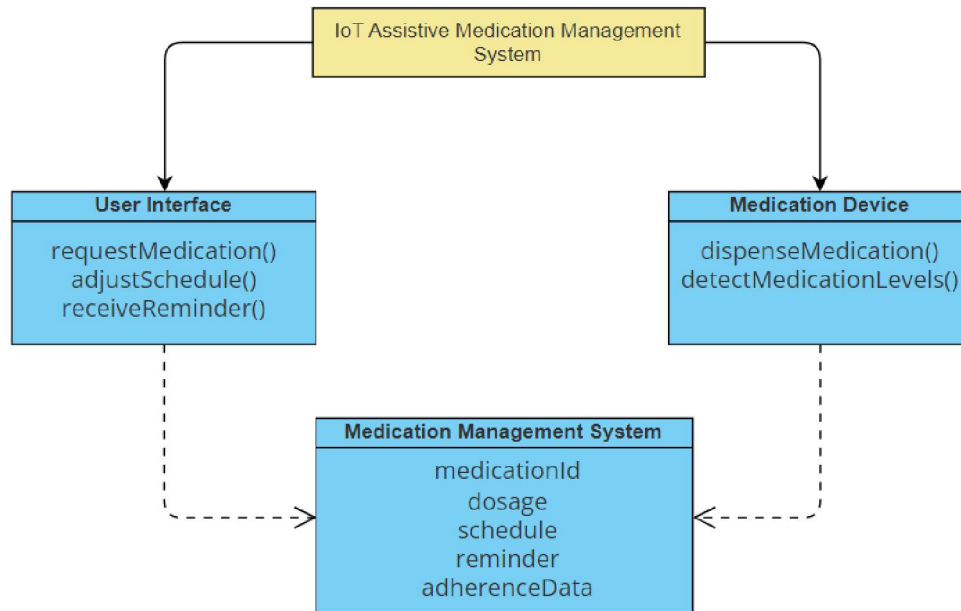 IoT Assistive Medication Management
System
User Interface
requestMedication()
adjustSchedule()
receiveReminder()
Medication Device
dispenseMedication()
detectMedicationLevels()
Medication Management System
medicationId
dosage
schedule
reminder
adherenceData